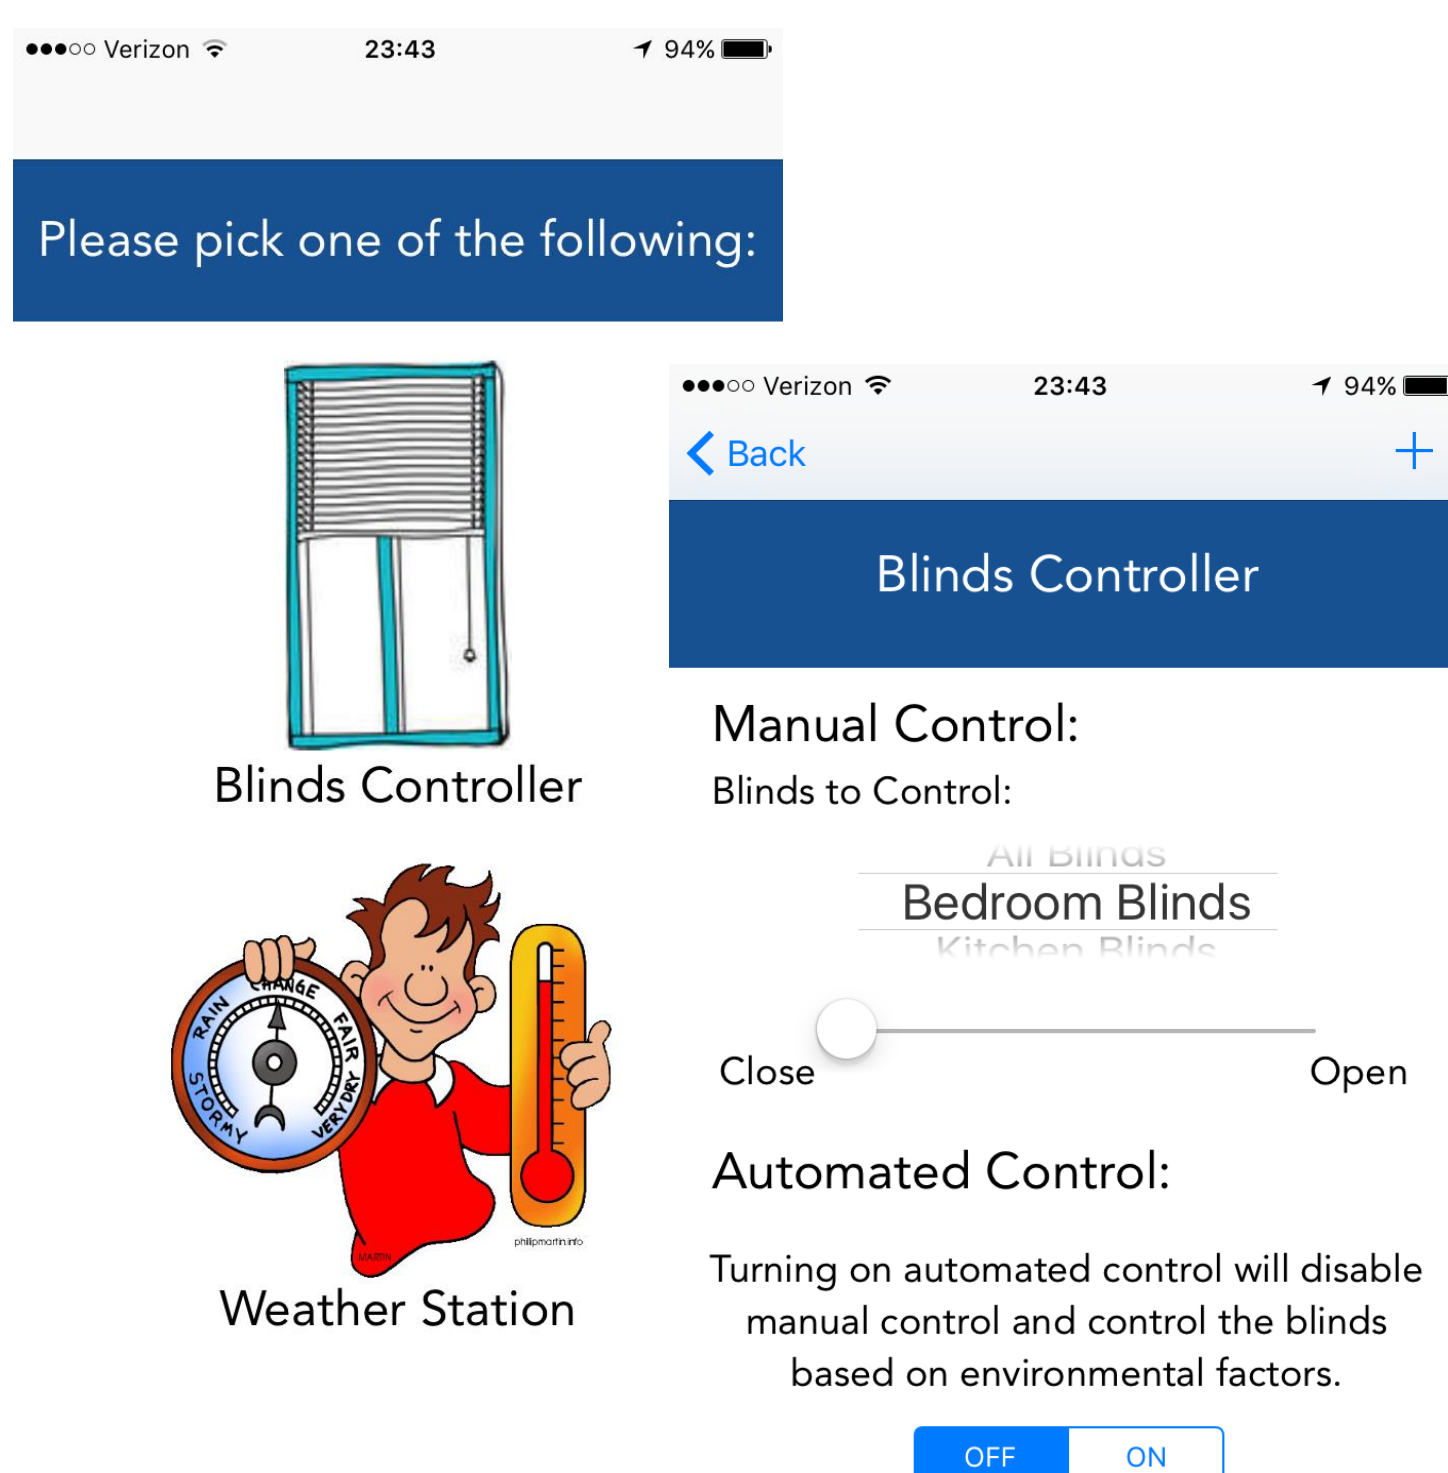 Verizon 23:43 94%
Please pick one of the following:
Blinds Controller
RAIN
CHANGE
FAIR
STORMY
VERY DRY
MARTIN
philipmartin.info
Weather Station
Verizon 23:43 94%
Back
Blinds Controller
Manual Control:
Blinds to Control:
All Blinds
Bedroom Blinds
Kitchen Blinds
Close Open
Automated Control:
Turning on automated control will disable
manual control and control the blinds
based on environmental factors.
OFF ON